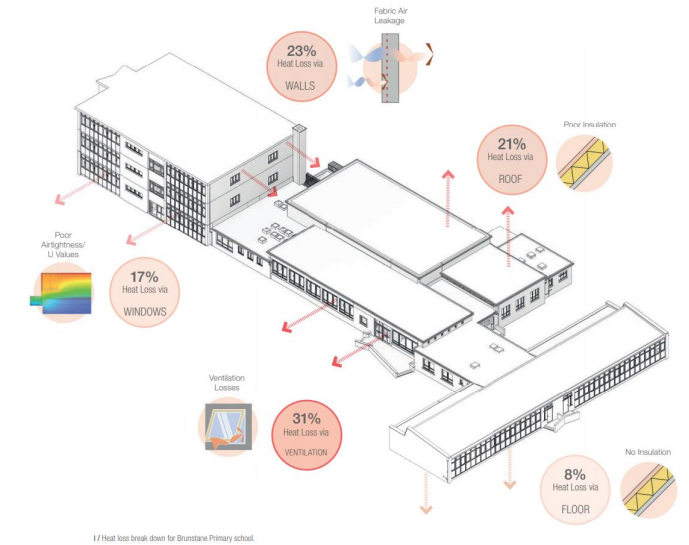 Fabric Air
Leakage
23%
Heat Loss via
WALLS
Poor Insulation
21%
Heat Loss via
ROOF
Poor
Airtightness/
U Values
17%
Heat Loss via
WINDOWS
Ventilation
Losses
31%
Heat Loss via
VENTILATION
No Insulation
8%
Heat Loss via
FLOOR
I / Heat loss break down for Brunstane Primary school.